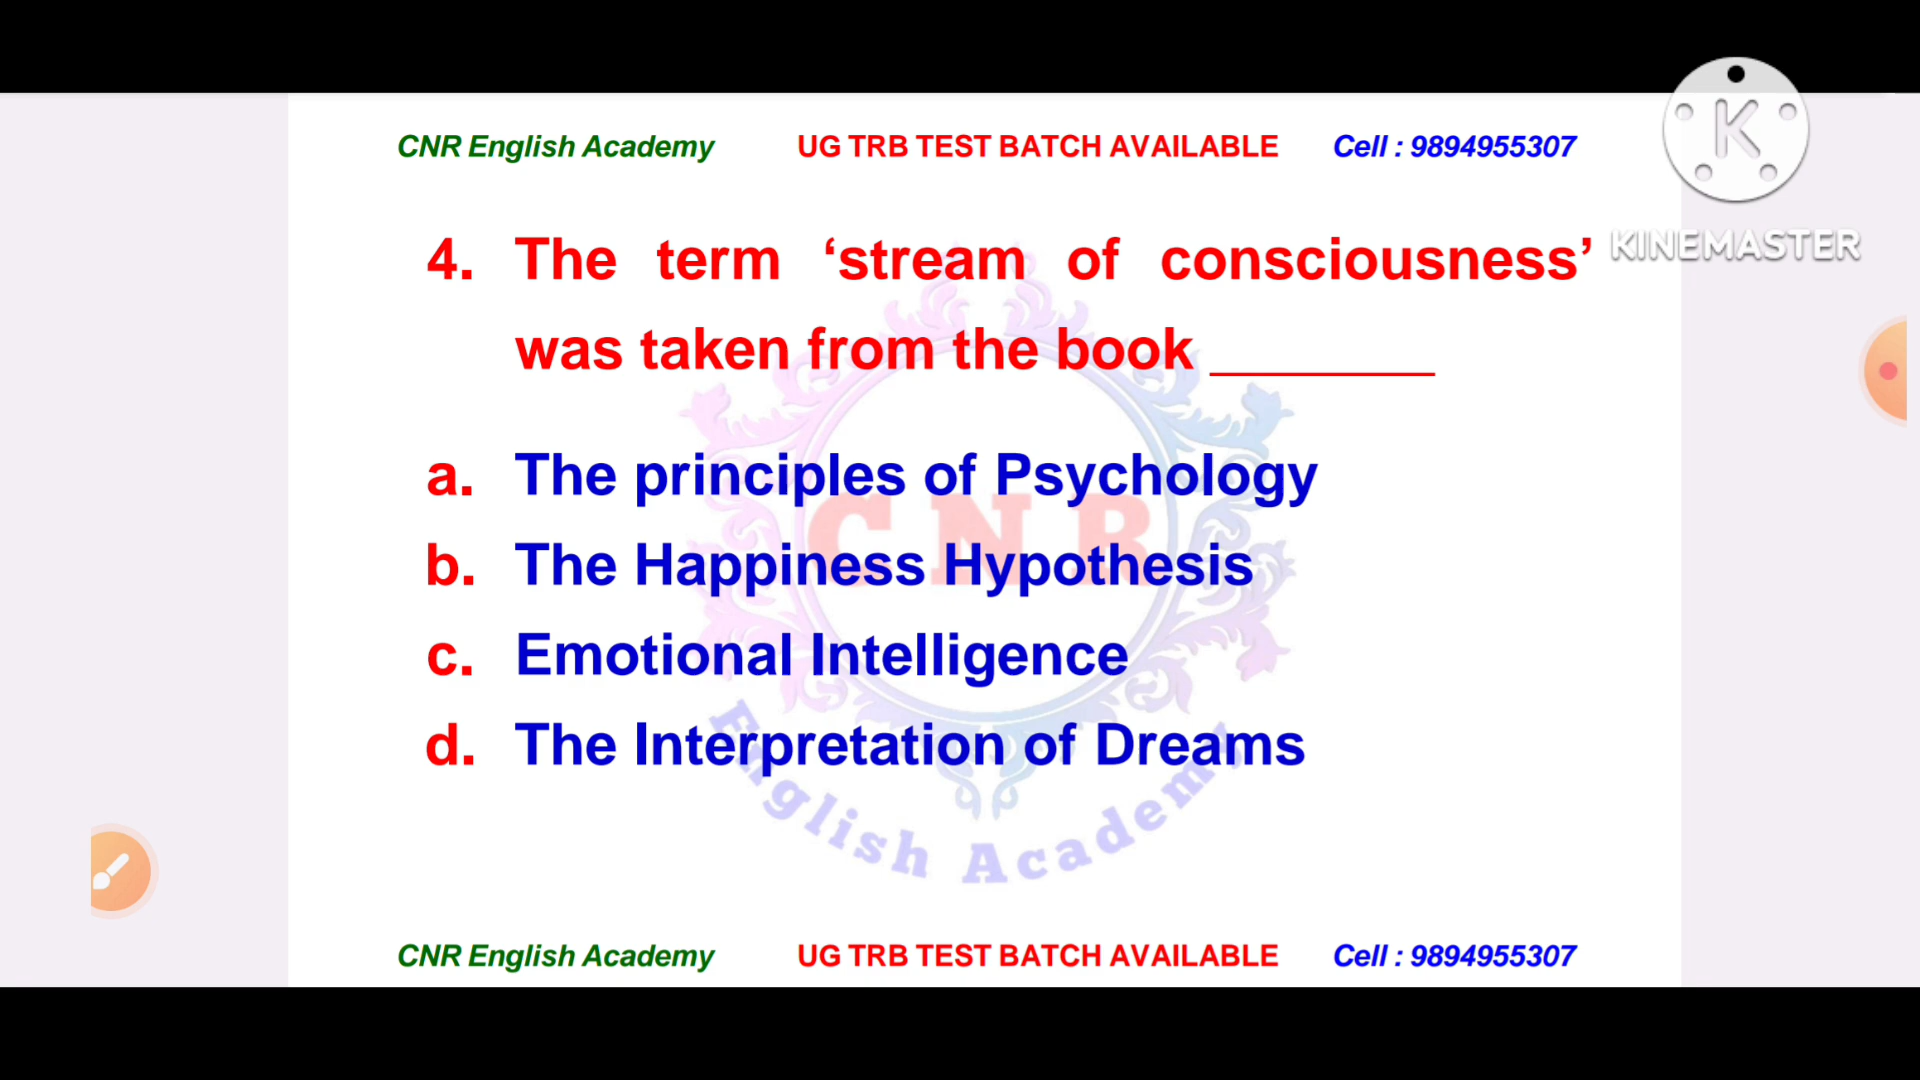 CNR English Academy UG TRB TEST BATCH AVAILABLE Cell : 9894955307
K
KINEMASTER
4. The term ‘stream of consciousness’
was taken from the book ________
a. The principles of Psychology
b. The Happiness Hypothesis
c. Emotional Intelligence
d. The Interpretation of Dreams
CNR
English Academy
CNR English Academy UG TRB TEST BATCH AVAILABLE Cell : 9894955307